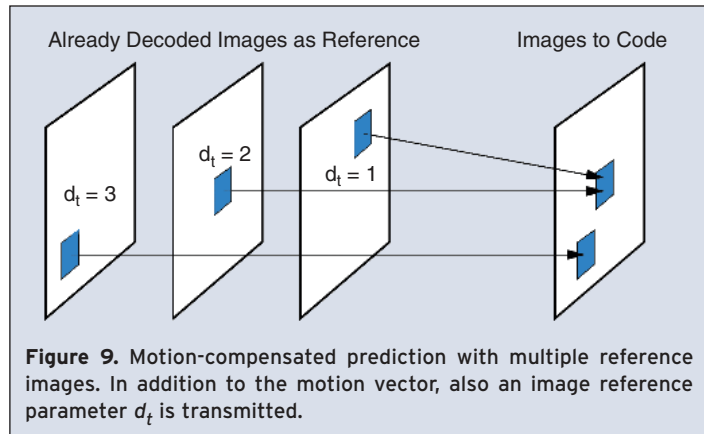 Already Decoded Images as Reference
Images to Code
d_t = 3
d_t = 2
d_t = 1
Figure 9. Motion-compensated prediction with multiple reference
images. In addition to the motion vector, also an image reference
parameter d_t is transmitted.